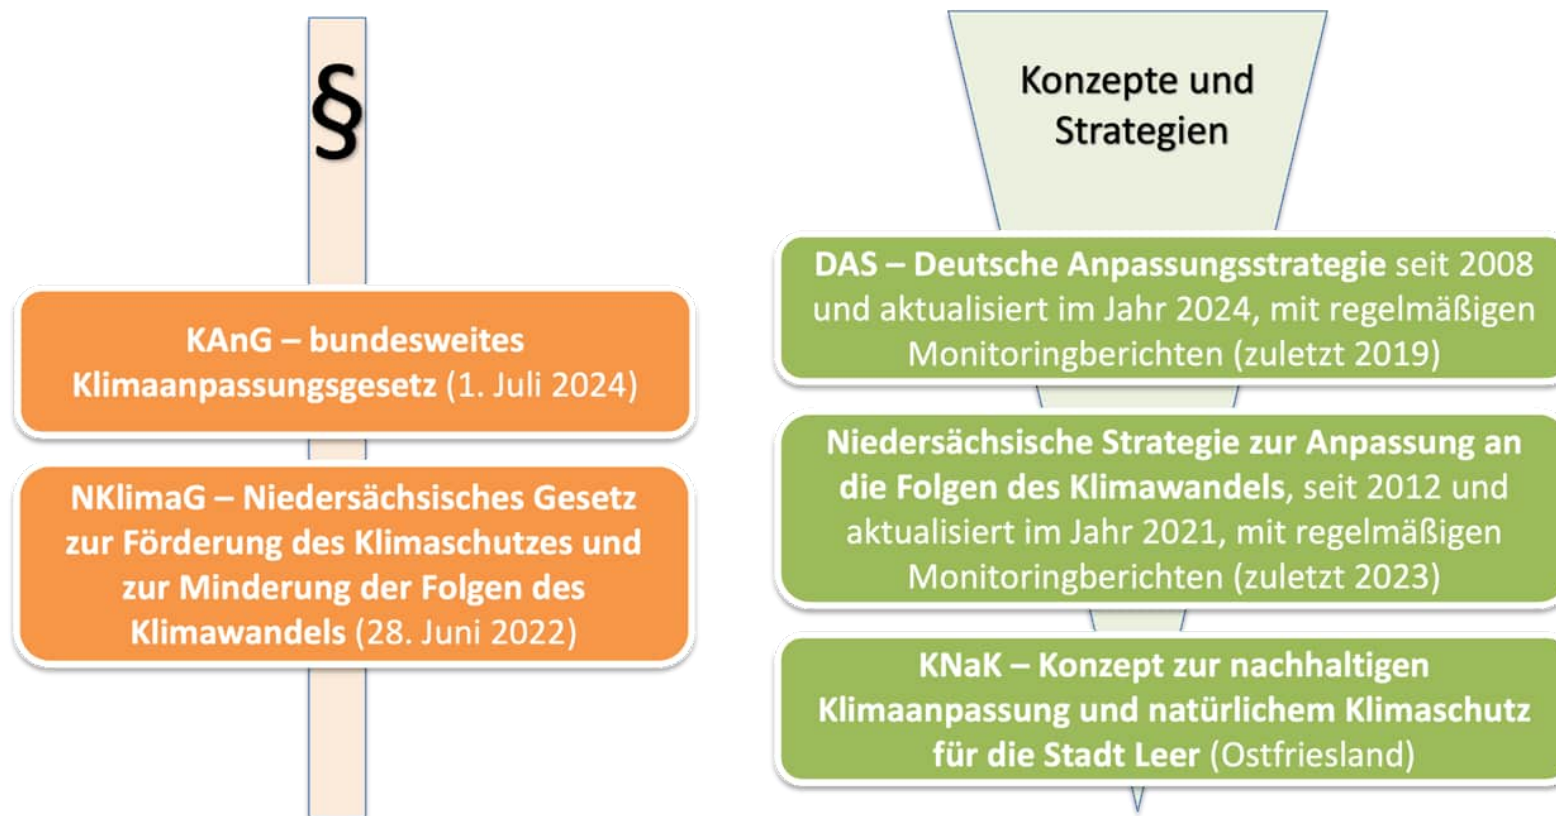 §
KAnG – bundesweites
Klimaanpassungsgesetz (1. Juli 2024)
NKlimaG – Niedersächsisches Gesetz
zur Förderung des Klimaschutzes und
zur Minderung der Folgen des
Klimawandels (28. Juni 2022)
Konzepte und
Strategien
DAS – Deutsche Anpassungsstrategie seit 2008
und aktualisiert im Jahr 2024, mit regelmäßigen
Monitoringberichten (zuletzt 2019)
Niedersächsische Strategie zur Anpassung an
die Folgen des Klimawandels, seit 2012 und
aktualisiert im Jahr 2021, mit regelmäßigen
Monitoringberichten (zuletzt 2023)
KNaK – Konzept zur nachhaltigen
Klimaanpassung und natürlichem Klimaschutz
für die Stadt Leer (Ostfriesland)